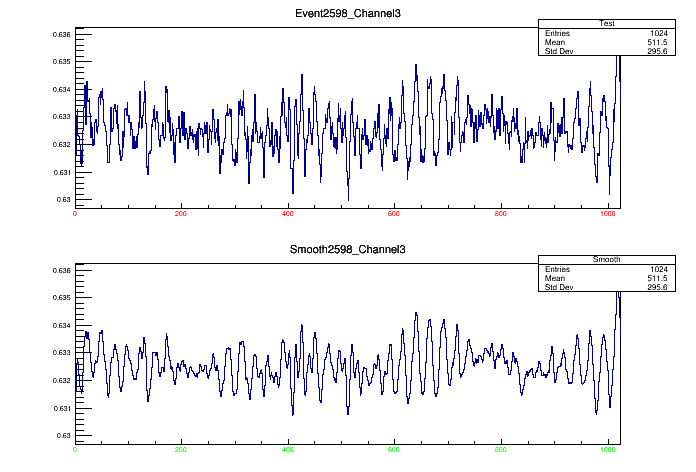 Event2598_Channel3
Test
Entries 1024
Mean 511.5
Std Dev 295.6
0.636
0.635
0.634
0.633
0.632
0.631
0.63
0 200 400 600 800 1000
Smooth2598_Channel3
Smooth
Entries 1024
Mean 511.5
Std Dev 295.6
0.636
0.635
0.634
0.633
0.632
0.631
0.63
0 200 400 600 800 1000